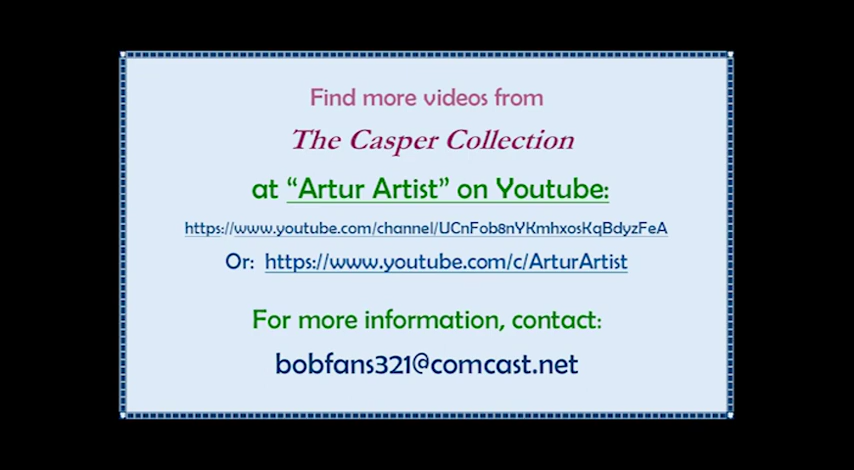 Find more videos from
The Casper Collection
at “Artur Artist” on Youtube:
https://www.youtube.com/channel/UCnFob8nYKmhxosKqBdyzFeA
Or: https://www.youtube.com/c/ArturArtist
For more information, contact:
bobfans321@comcast.net